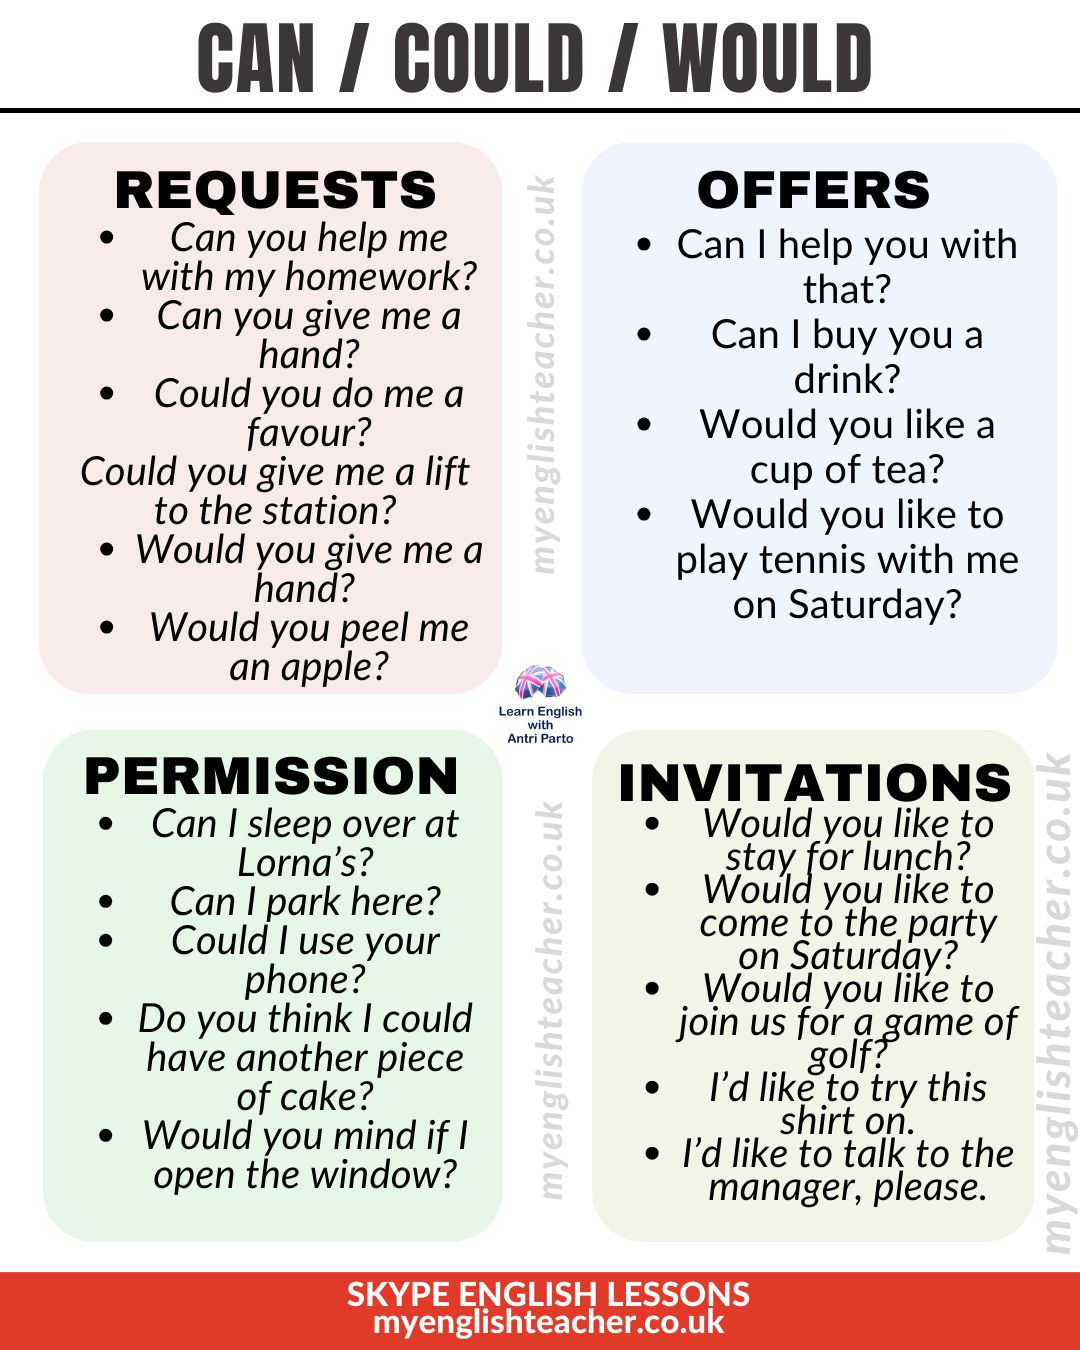 CAN / COULD / WOULD
REQUESTS
• Can you help me
with my homework?
• Can you give me a
hand?
• Could you do me a
favour?
Could you give me a lift
to the station?
• Would you give me a
hand?
• Would you peel me
an apple?
myenglishteacher.co.uk
OFFERS
• Can I help you with
that?
• Can I buy you a
drink?
• Would you like a
cup of tea?
• Would you like to
play tennis with me
on Saturday?
Learn English
with
Antri Parto
PERMISSION
• Can I sleep over at
Lorna's?
• Can I park here?
• Could I use your
phone?
• Do you think I could
have another piece
of cake?
• Would you mind if I
open the window?
myenglishteacher.co.uk
INVITATIONS
• Would you like to
stay for lunch?
• Would you like to
come to the party
on Saturday?
• Would you like to
join us for a game of
golf?
• I'd like to try this
shirt on.
• I'd like to talk to the
manager, please.
myenglishteacher.co.uk
SKYPE ENGLISH LESSONS
myenglishteacher.co.uk